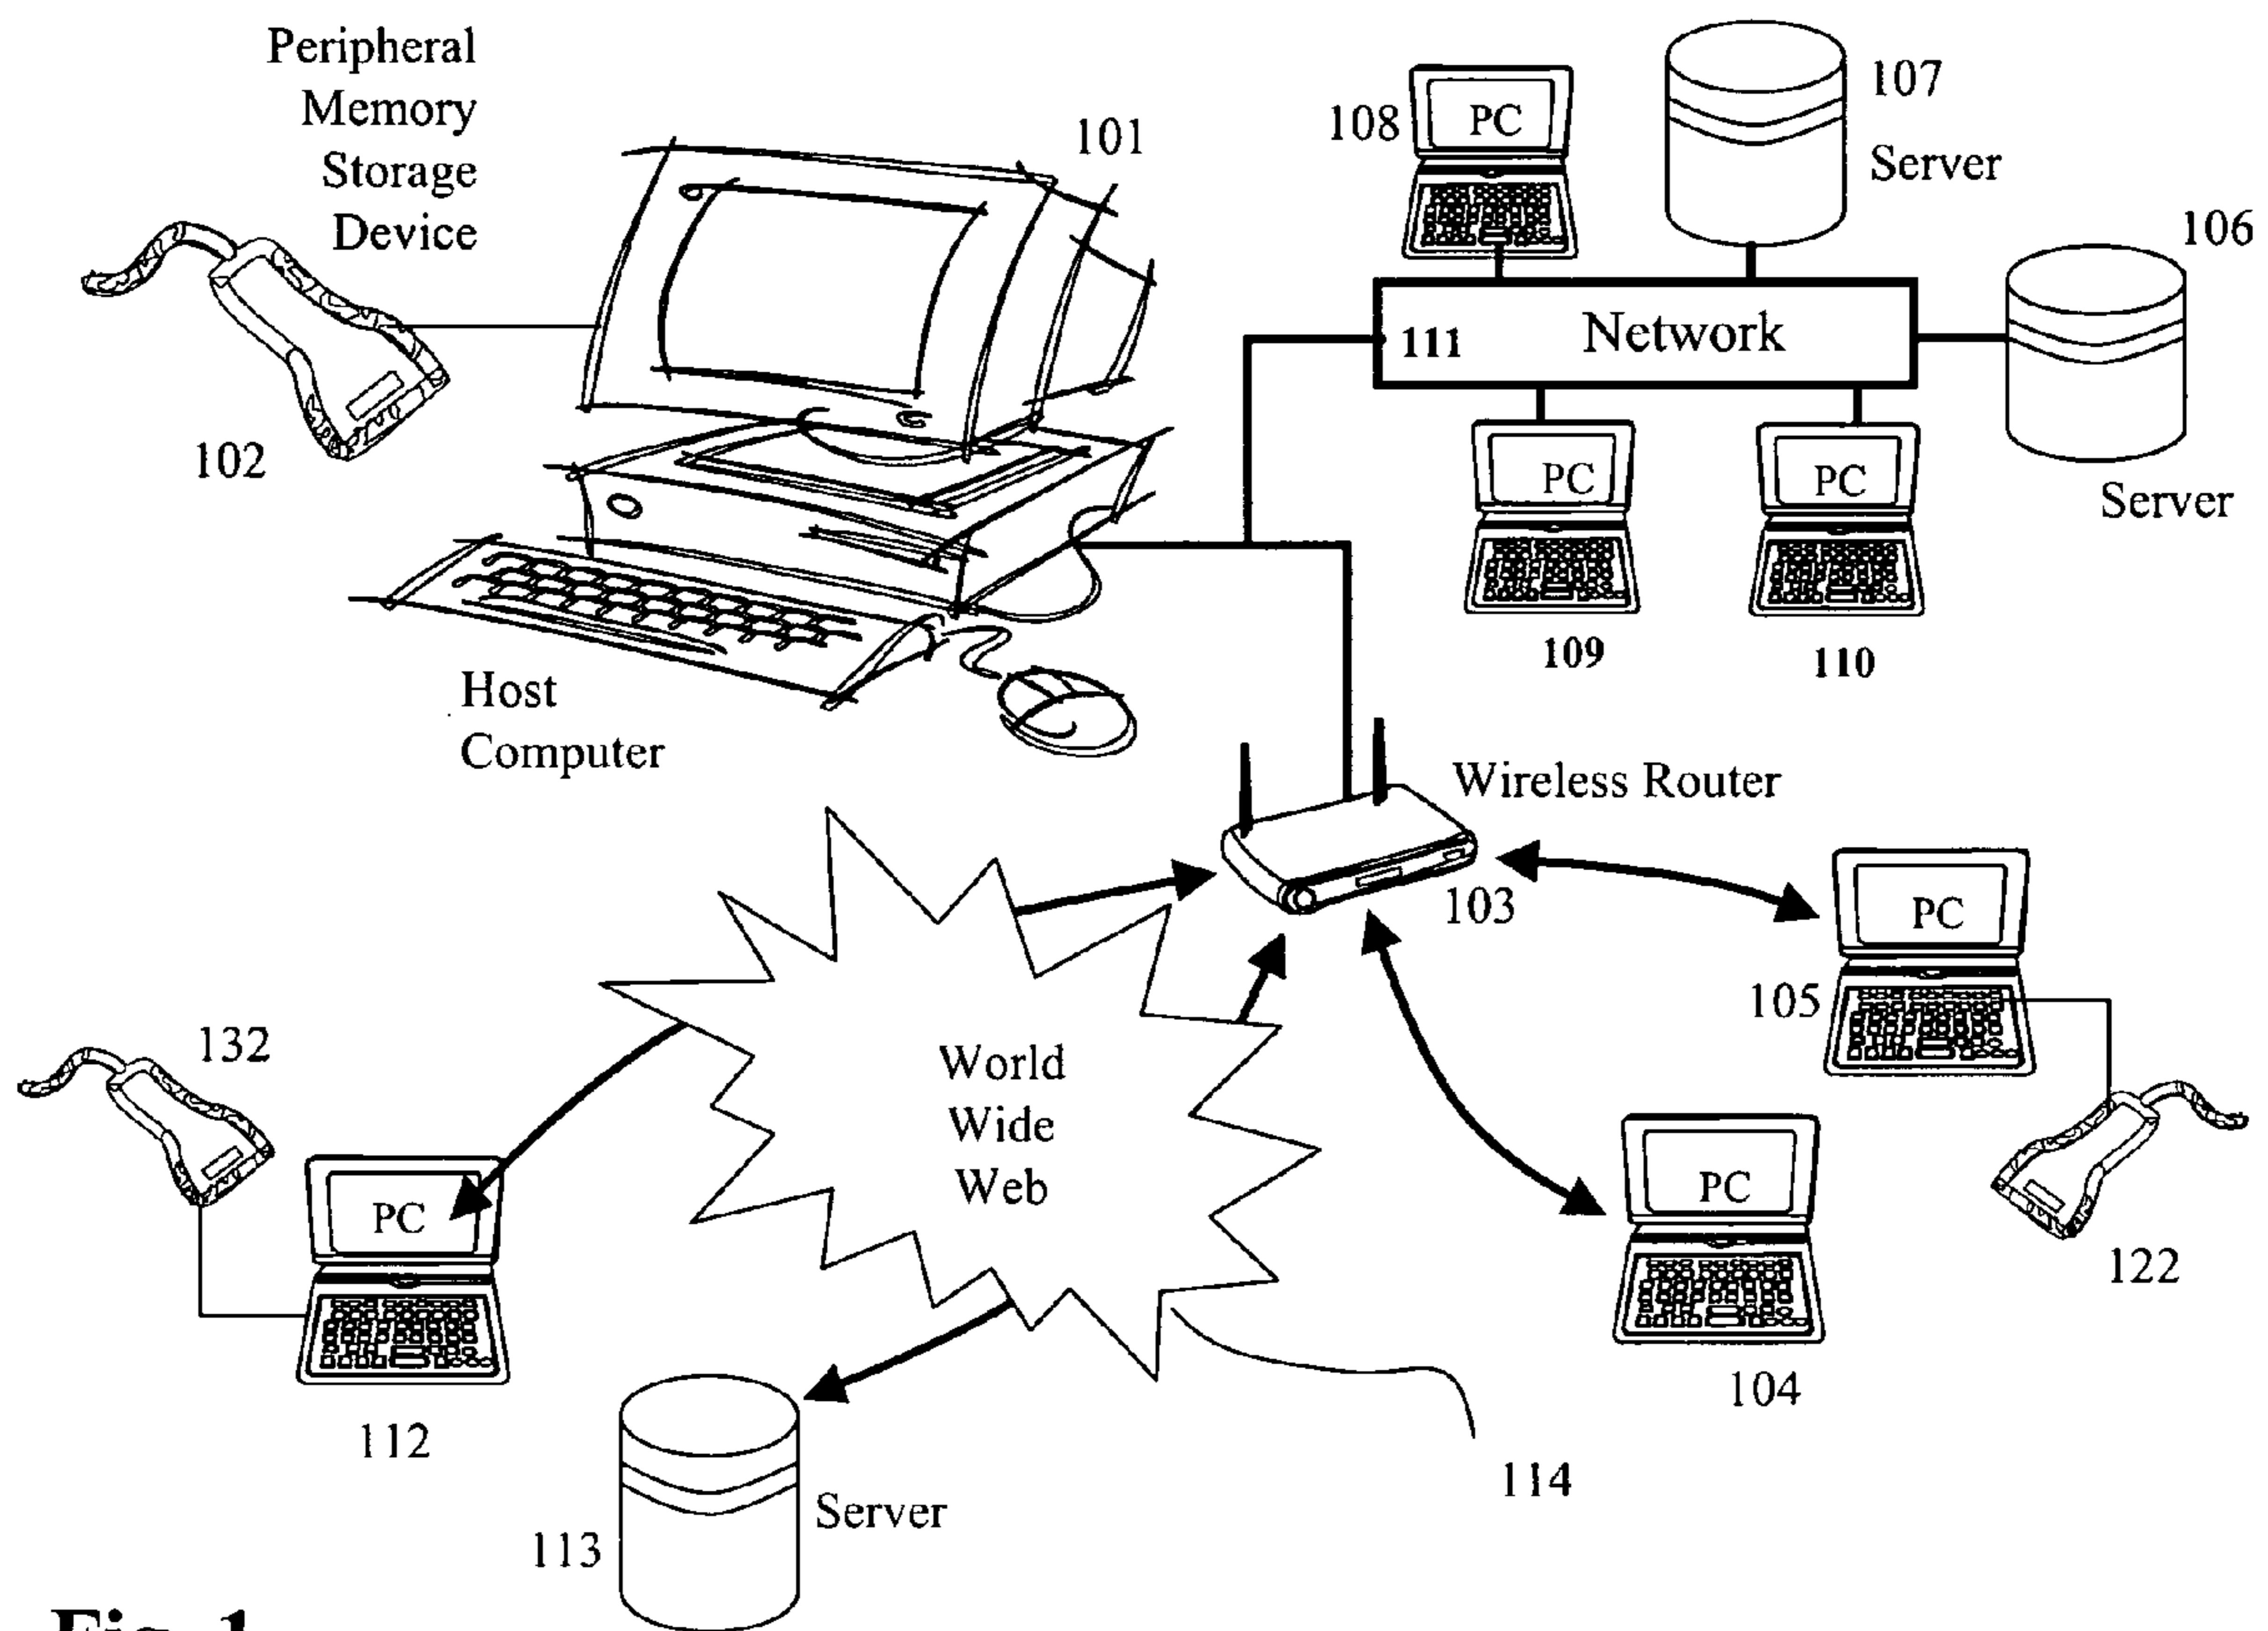 Peripheral
Memory
Storage
Device
101
102
108
PC
107
Server
106
Server
111 Network
PC
109
PC
110
Host
Computer
Wireless Router
103
PC
105
122
PC
104
World
Wide
Web
132
PC
112
Server
113
114
Fig. 1